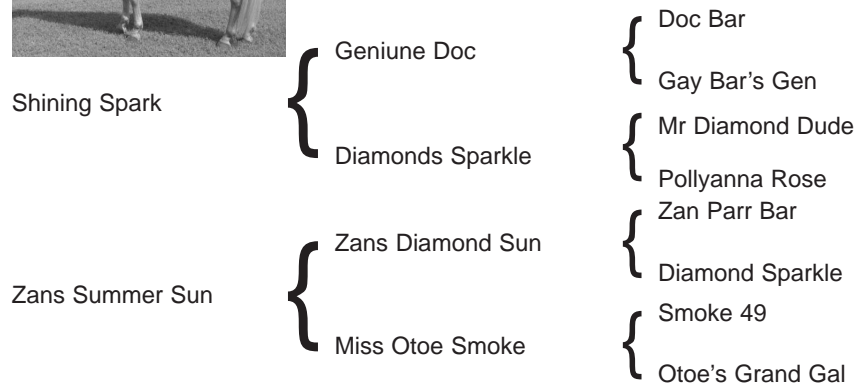 Doc Bar
Geniune Doc
Gay Bar's Gen
Shining Spark
Mr Diamond Dude
Diamonds Sparkle
Pollyanna Rose
Zan Parr Bar
Zans Diamond Sun
Diamond Sparkle
Zans Summer Sun
Smoke 49
Miss Otoe Smoke
Otoe's Grand Gal